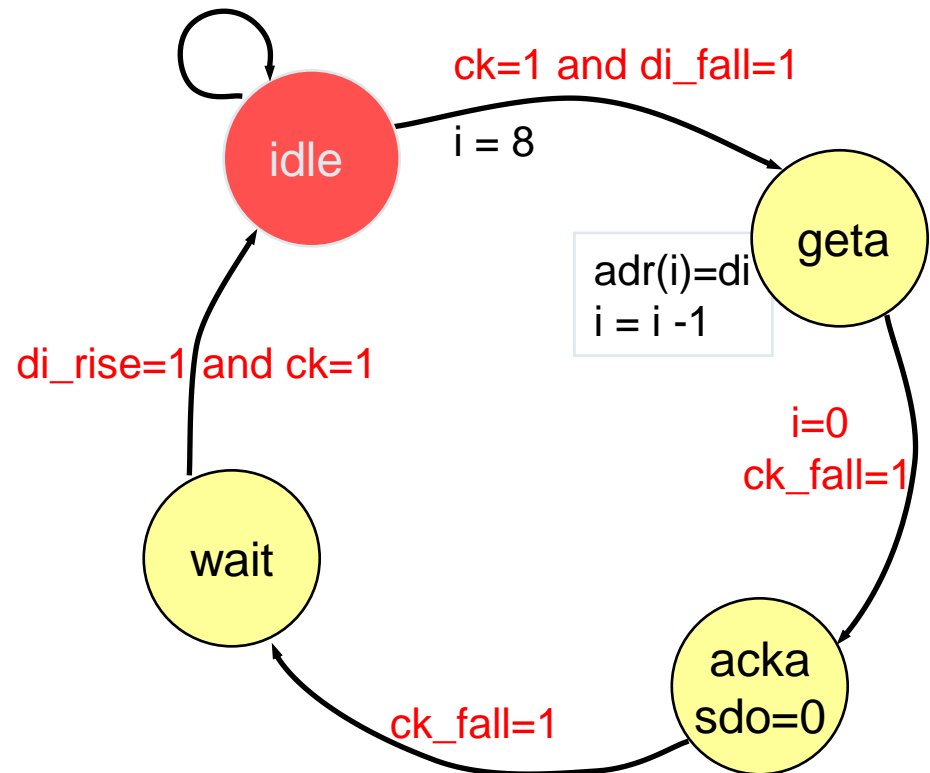 ck=1 and di_fall=1
i = 8
idle
geta
adr(i)=di
i = i -1
di_rise=1 and ck=1
i=0
ck_fall=1
wait
acka
sdo=0
ck_fall=1